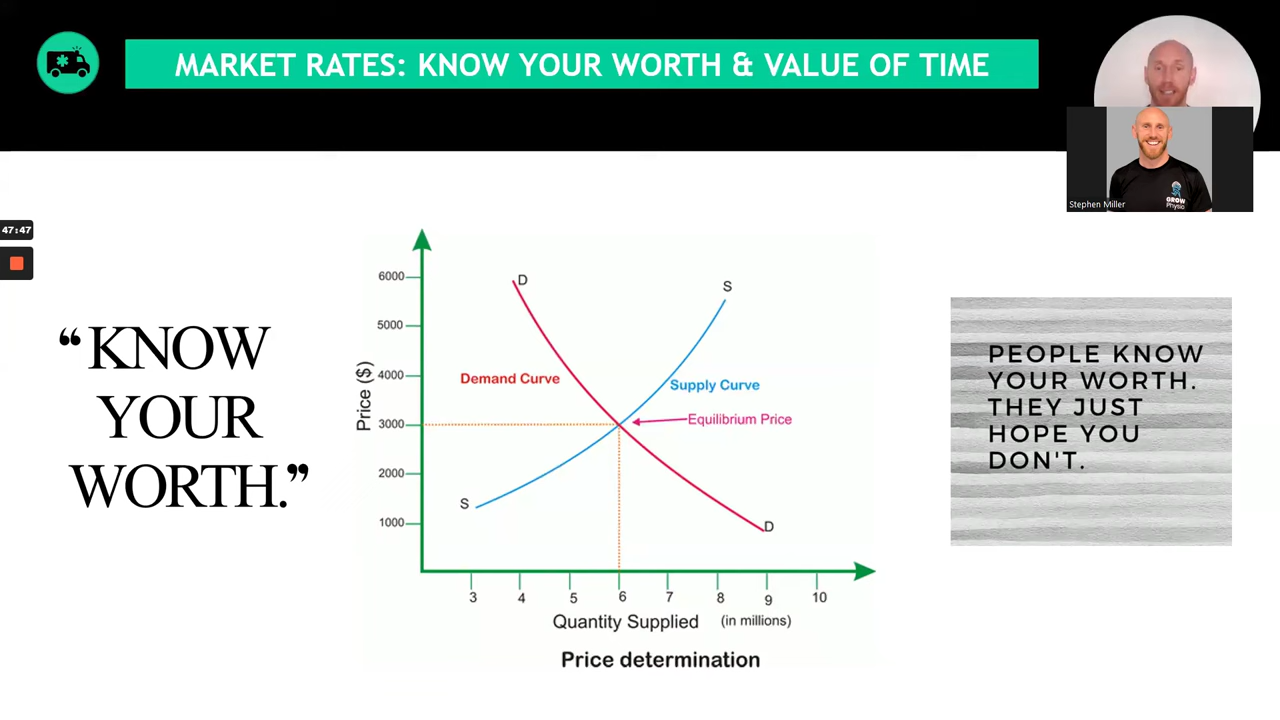 MARKET RATES: KNOW YOUR WORTH & VALUE OF TIME
Stephen Miller
GROW
Physio
47:47
“KNOW
YOUR
WORTH.”
Price ($)
6000
5000
4000
3000
2000
1000
D
S
Demand Curve
Supply Curve
Equilibrium Price
S
D
3 4 5 6 7 8 9 10
Quantity Supplied (in millions)
Price determination
PEOPLE KNOW
YOUR WORTH.
THEY JUST
HOPE YOU
DON'T.